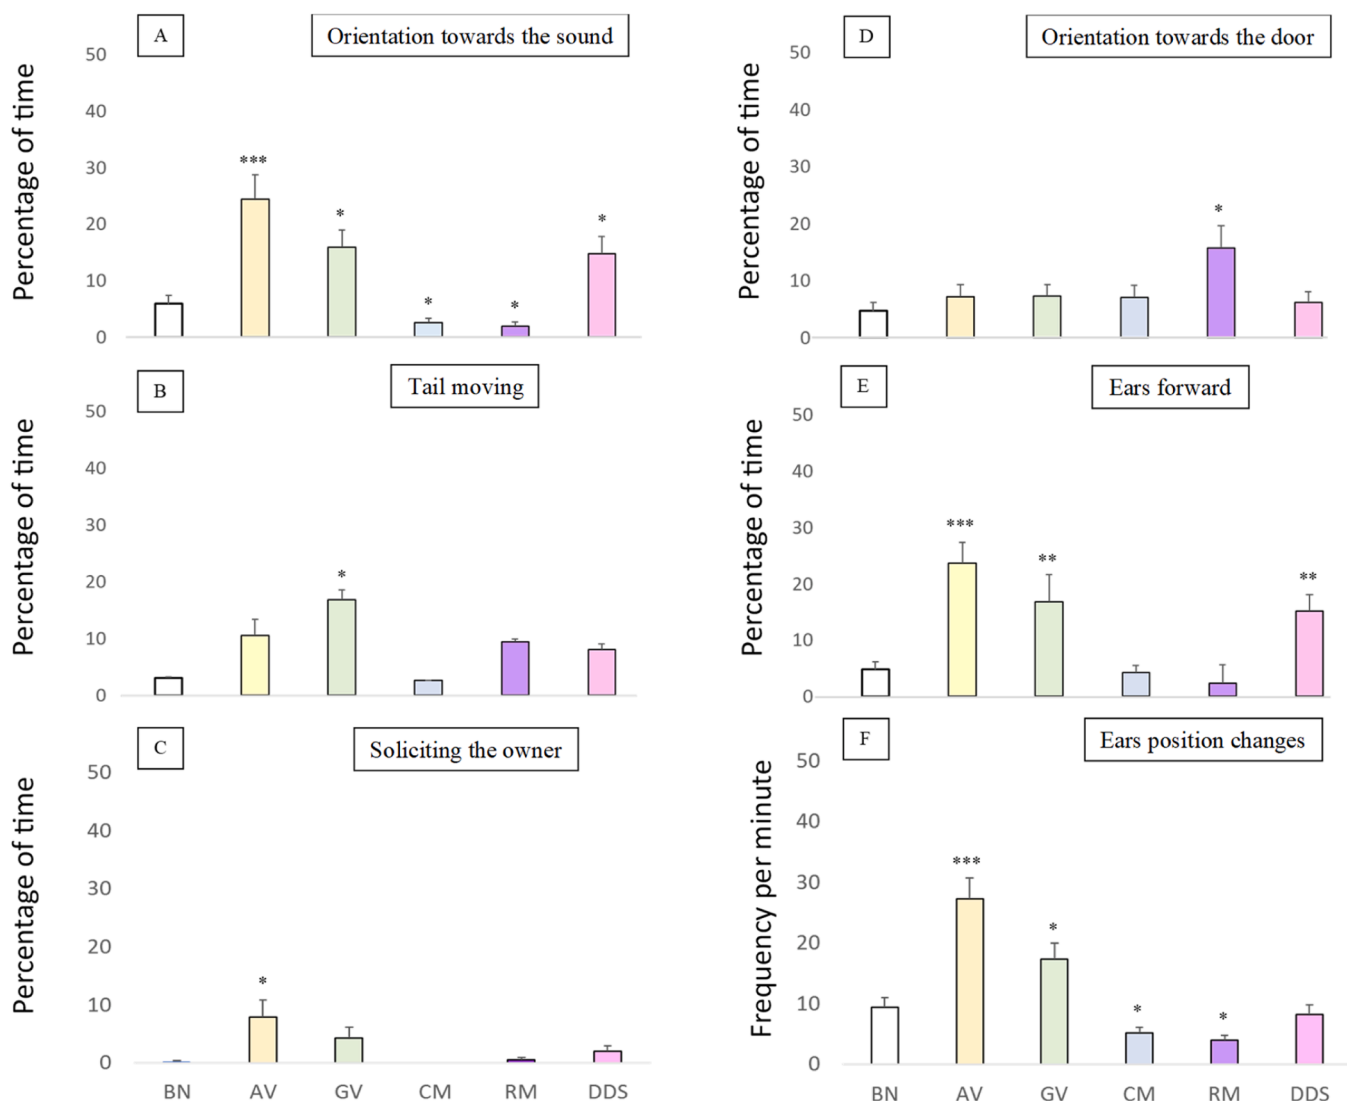 A
Orientation towards the sound
Percentage of time
50
40
30
20
10
0
***
*
*
*
*
B
Tail moving
Percentage of time
50
40
30
20
10
0
*
C
Soliciting the owner
Percentage of time
50
40
30
20
10
0
*
BN AV GV CM RM DDS
D
Orientation towards the door
Percentage of time
50
40
30
20
10
0
*
E
Ears forward
Percentage of time
50
40
30
20
10
0
***
**
**
F
Ears position changes
Frequency per minute
50
40
30
20
10
0
***
*
*
*
BN AV GV CM RM DDS